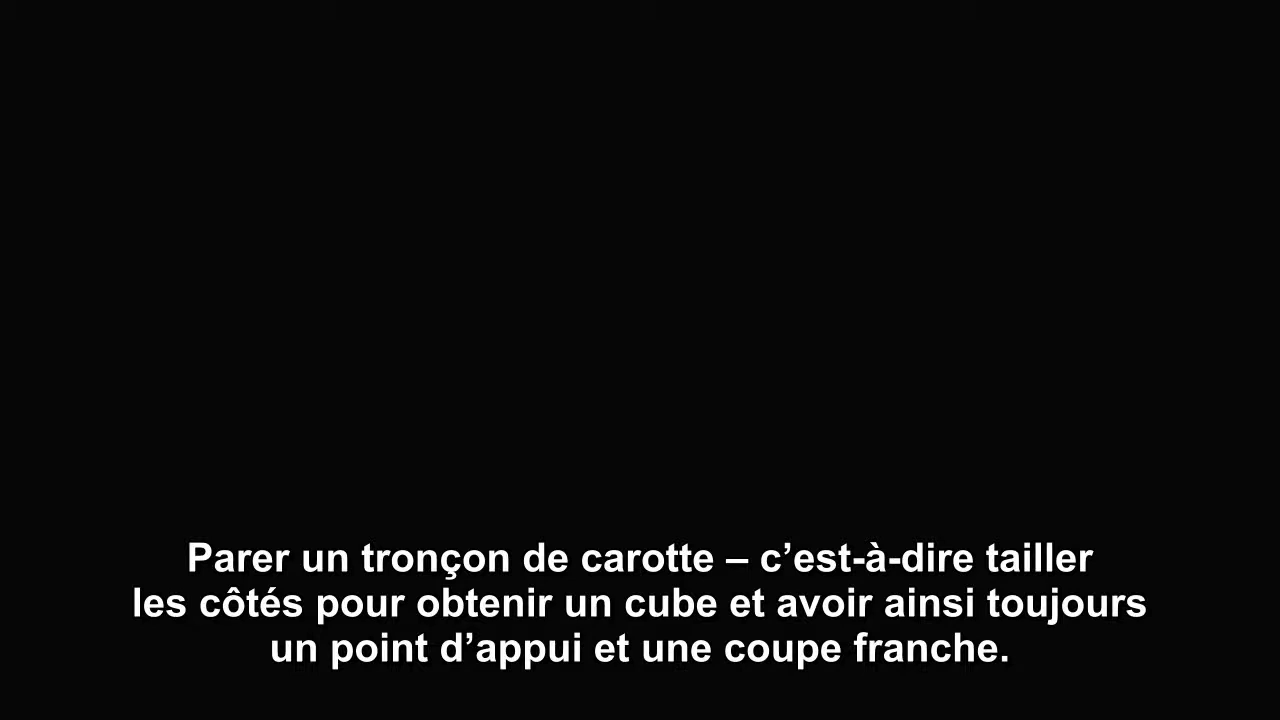 Parer un tronçon de carotte – c’est-à-dire tailler
les côtés pour obtenir un cube et avoir ainsi toujours
un point d’appui et une coupe franche.